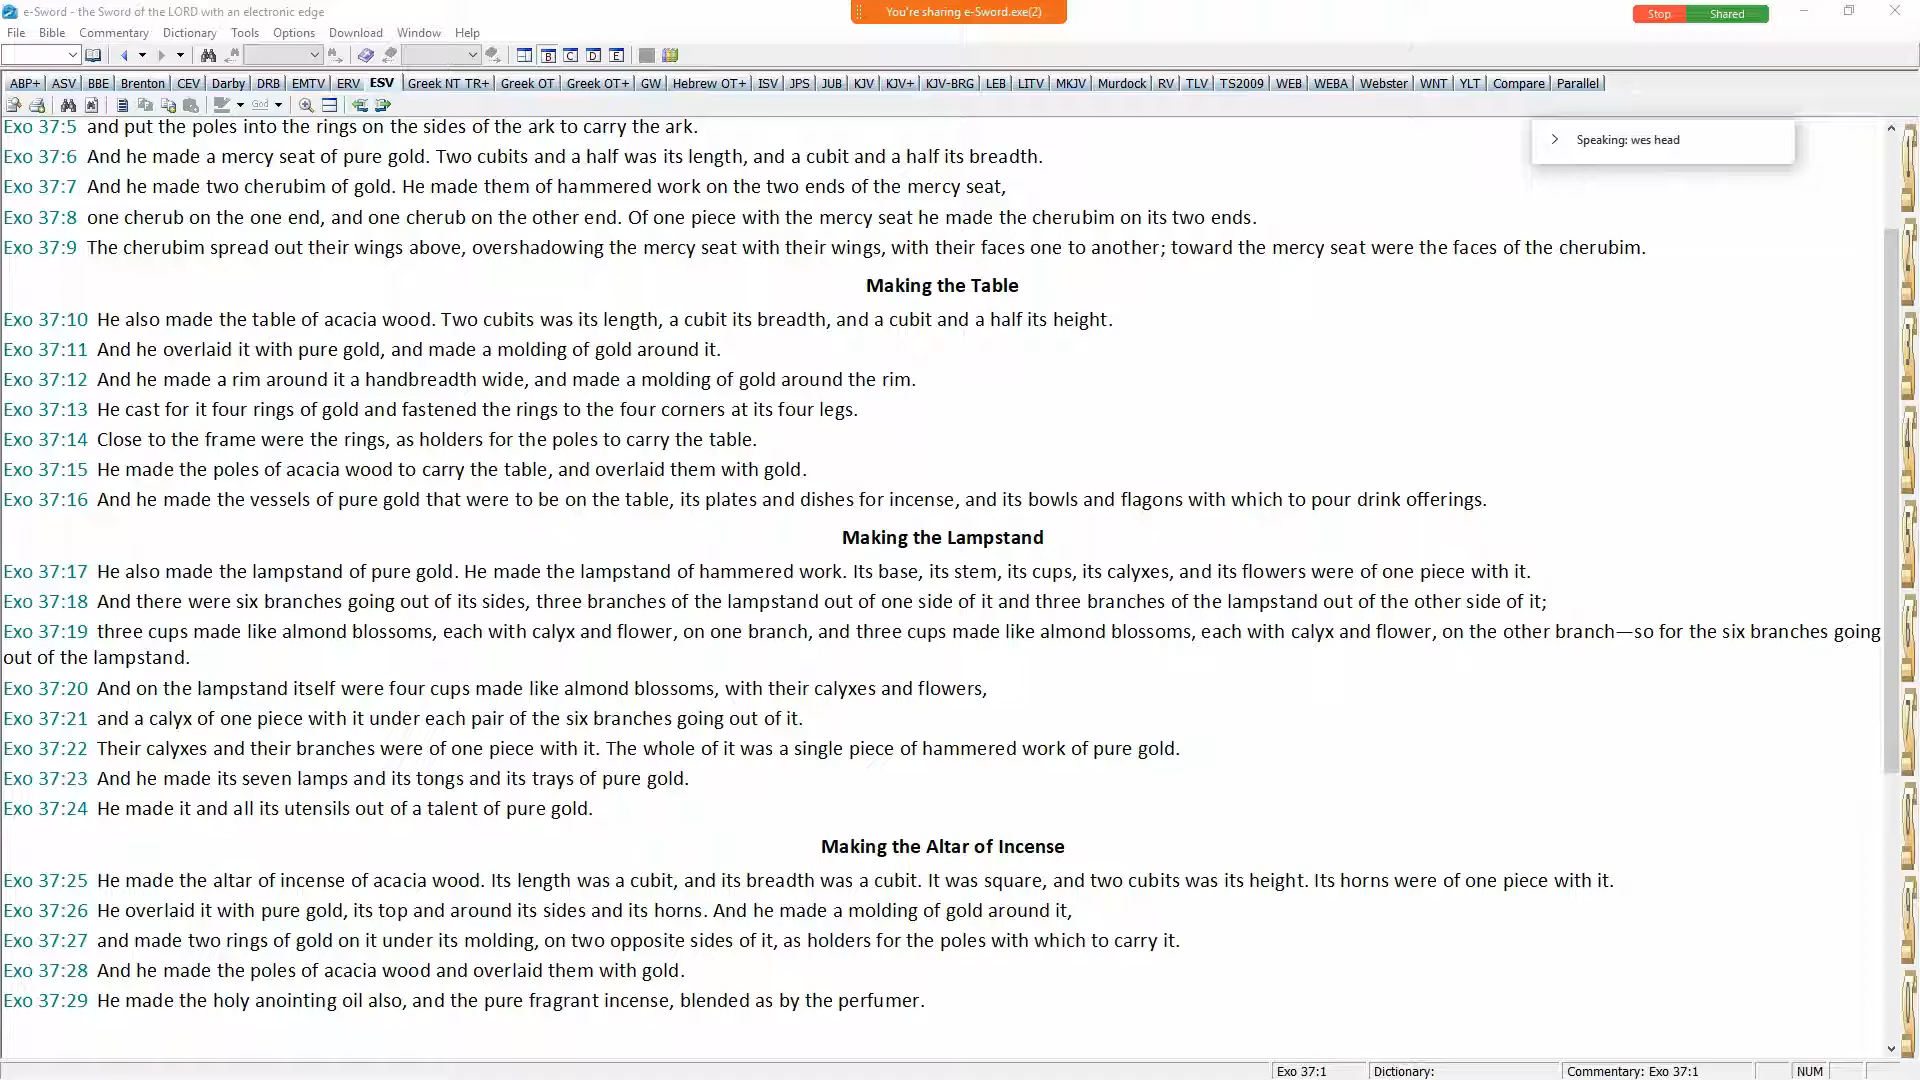 e-Sword - the Sword of the LORD with an electronic edge
You're sharing e-Sword.exe(2)
Stop Shared
File Bible Commentary Dictionary Tools Options Download Window Help
B C D E
ABP+ ASV BBE Brenton CEV Darby DRB EMTV ERV ESV Greek NT TR+ Greek OT Greek OT+ GW Hebrew OT+ ISV JPS JUB KJV KJV+ KJV-BRG LEB LITV MKJV Murdock RV TLV TS2009 WEB WEBA Webster WNT YLT Compare Parallel
God
Speaking: wes head
Exo 37:5 and put the poles into the rings on the sides of the ark to carry the ark.
Exo 37:6 And he made a mercy seat of pure gold. Two cubits and a half was its length, and a cubit and a half its breadth.
Exo 37:7 And he made two cherubim of gold. He made them of hammered work on the two ends of the mercy seat,
Exo 37:8 one cherub on the one end, and one cherub on the other end. Of one piece with the mercy seat he made the cherubim on its two ends.
Exo 37:9 The cherubim spread out their wings above, overshadowing the mercy seat with their wings, with their faces one to another; toward the mercy seat were the faces of the cherubim.
Making the Table
Exo 37:10 He also made the table of acacia wood. Two cubits was its length, a cubit its breadth, and a cubit and a half its height.
Exo 37:11 And he overlaid it with pure gold, and made a molding of gold around it.
Exo 37:12 And he made a rim around it a handbreadth wide, and made a molding of gold around the rim.
Exo 37:13 He cast for it four rings of gold and fastened the rings to the four corners at its four legs.
Exo 37:14 Close to the frame were the rings, as holders for the poles to carry the table.
Exo 37:15 He made the poles of acacia wood to carry the table, and overlaid them with gold.
Exo 37:16 And he made the vessels of pure gold that were to be on the table, its plates and dishes for incense, and its bowls and flagons with which to pour drink offerings.
Making the Lampstand
Exo 37:17 He also made the lampstand of pure gold. He made the lampstand of hammered work. Its base, its stem, its cups, its calyxes, and its flowers were of one piece with it.
Exo 37:18 And there were six branches going out of its sides, three branches of the lampstand out of one side of it and three branches of the lampstand out of the other side of it;
Exo 37:19 three cups made like almond blossoms, each with calyx and flower, on one branch, and three cups made like almond blossoms, each with calyx and flower, on the other branch—so for the six branches going
out of the lampstand.
Exo 37:20 And on the lampstand itself were four cups made like almond blossoms, with their calyxes and flowers,
Exo 37:21 and a calyx of one piece with it under each pair of the six branches going out of it.
Exo 37:22 Their calyxes and their branches were of one piece with it. The whole of it was a single piece of hammered work of pure gold.
Exo 37:23 And he made its seven lamps and its tongs and its trays of pure gold.
Exo 37:24 He made it and all its utensils out of a talent of pure gold.
Making the Altar of Incense
Exo 37:25 He made the altar of incense of acacia wood. Its length was a cubit, and its breadth was a cubit. It was square, and two cubits was its height. Its horns were of one piece with it.
Exo 37:26 He overlaid it with pure gold, its top and around its sides and its horns. And he made a molding of gold around it,
Exo 37:27 and made two rings of gold on it under its molding, on two opposite sides of it, as holders for the poles with which to carry it.
Exo 37:28 And he made the poles of acacia wood and overlaid them with gold.
Exo 37:29 He made the holy anointing oil also, and the pure fragrant incense, blended as by the perfumer.
Exo 37:1 Dictionary: Commentary: Exo 37:1 NUM